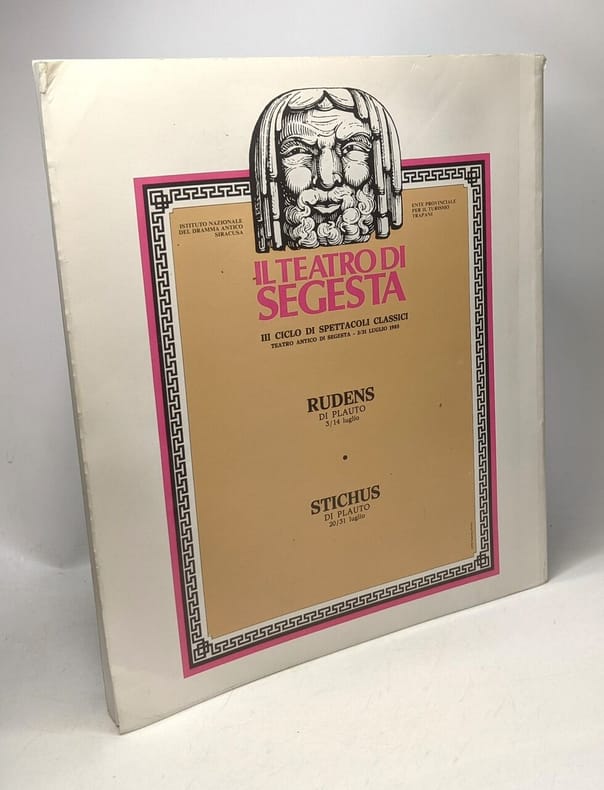 ISTITUTO NAZIONALE
DEL DRAMMA ANTICO
SIRACUSA
ENTE PROVINCIALE
PER IL TURISMO
TRAPANI
IL TEATRO DI
SEGESTA
III CICLO DI SPETTACOLI CLASSICI
TEATRO ANTICO DI SEGESTA - 3/31 LUGLIO 1983
RUDENS
DI PLAUTO
3/14 luglio
STICHUS
DI PLAUTO
20/31 luglio